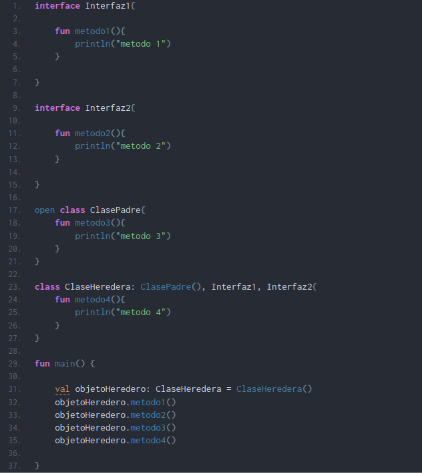 1. interface Interfaz1{
2.
3. fun metodo1(){
4. println("metodo 1")
5. }
6.
7. }
8.
9. interface Interfaz2{
10.
11. fun metodo2(){
12. println("metodo 2")
13. }
14.
15. }
16.
17. open class ClasePadre{
18. fun metodo3(){
19. println("metodo 3")
20. }
21. }
22.
23. class ClaseHeredera: ClasePadre(), Interfaz1, Interfaz2{
24. fun metodo4(){
25. println("metodo 4")
26. }
27. }
28.
29. fun main() {
30.
31. val objetoHeredero: ClaseHeredera = ClaseHeredera()
32. objetoHeredero.metodo1()
33. objetoHeredero.metodo2()
34. objetoHeredero.metodo3()
35. objetoHeredero.metodo4()
36.
37. }